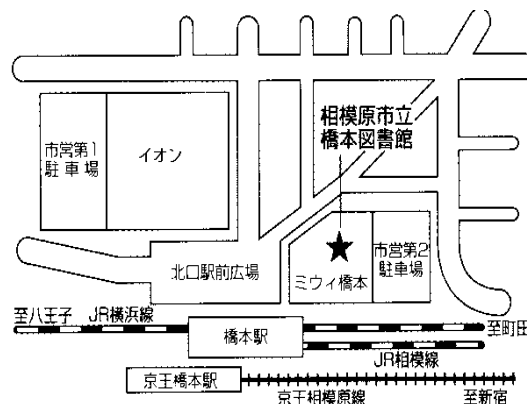 相模原市立
橋本図書館
市営第1
駐車場
イオン
北口駅前広場
ミウィ橋本
市営第2
駐車場
至八王子
JR横浜線
橋本駅
至町田
JR相模線
京王橋本駅
京王相模原線
至新宿